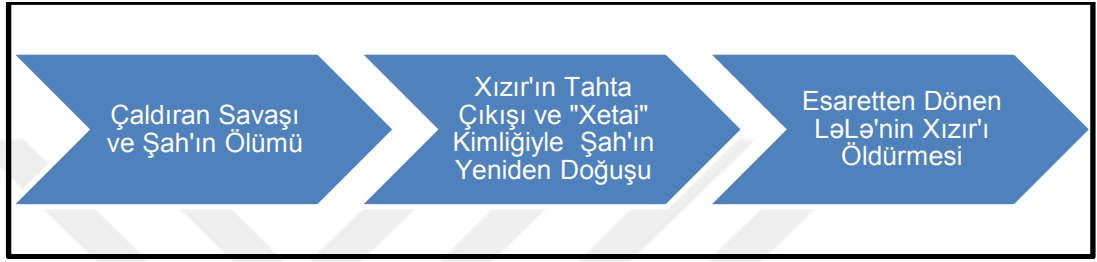 Çaldıran Savaşı
ve Şah'ın Ölümü
Xızır'ın Tahta
Çıkışı ve "Xetai"
Kimliğiyle Şah'ın
Yeniden Doğuşu
Esaretten Dönen
LəLə'nin Xızır'ı
Öldürmesi